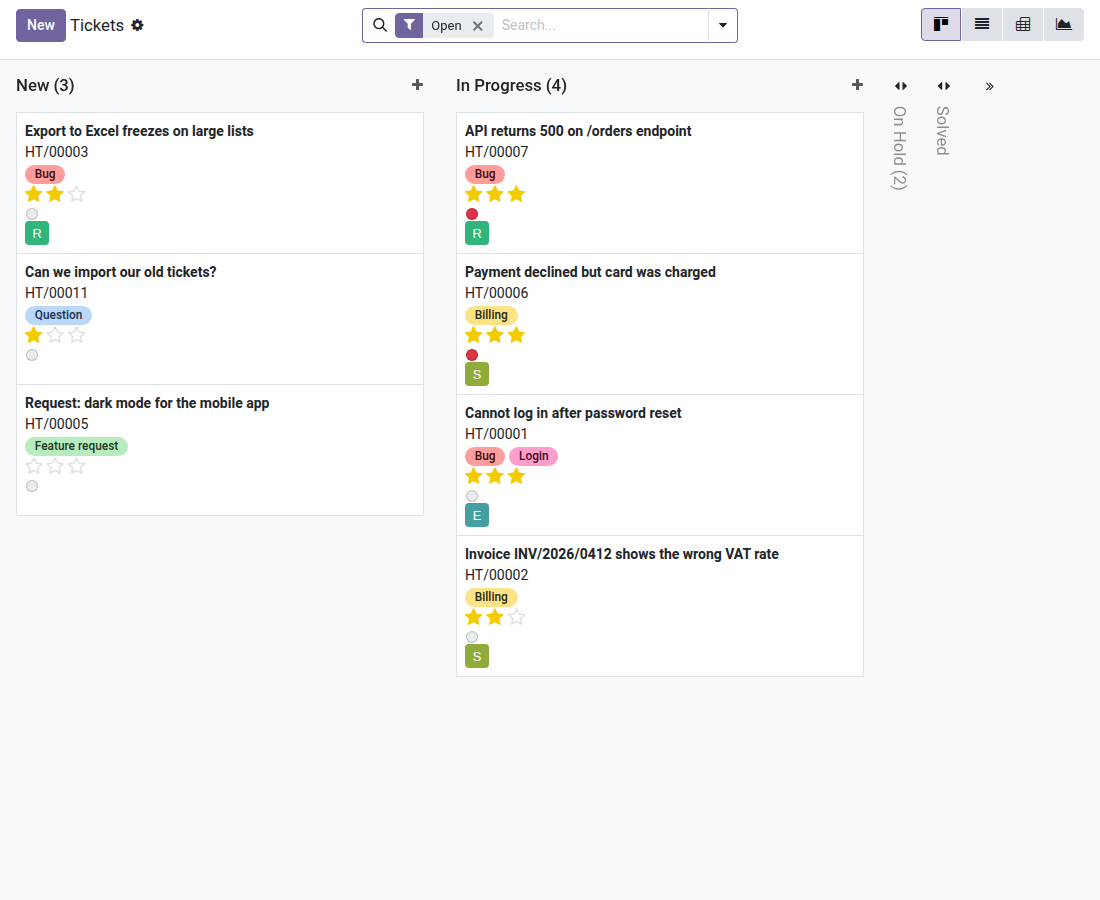 New
Tickets
Open
Search...
New (3)
Export to Excel freezes on large lists
HT/00003
Bug
R
Can we import our old tickets?
HT/00011
Question
Request: dark mode for the mobile app
HT/00005
Feature request
In Progress (4)
API returns 500 on /orders endpoint
HT/00007
Bug
R
Payment declined but card was charged
HT/00006
Billing
S
Cannot log in after password reset
HT/00001
Bug Login
E
Invoice INV/2026/0412 shows the wrong VAT rate
HT/00002
Billing
S
On Hold (2)
Solved